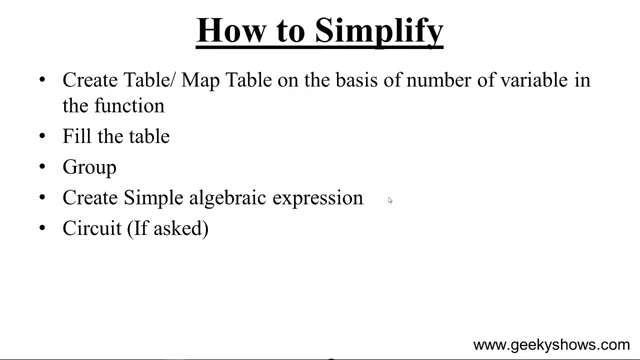 How to Simplify
• Create Table/ Map Table on the basis of number of variable in
the function
• Fill the table
• Group
• Create Simple algebraic expression
• Circuit (If asked)
www.geekyshows.com